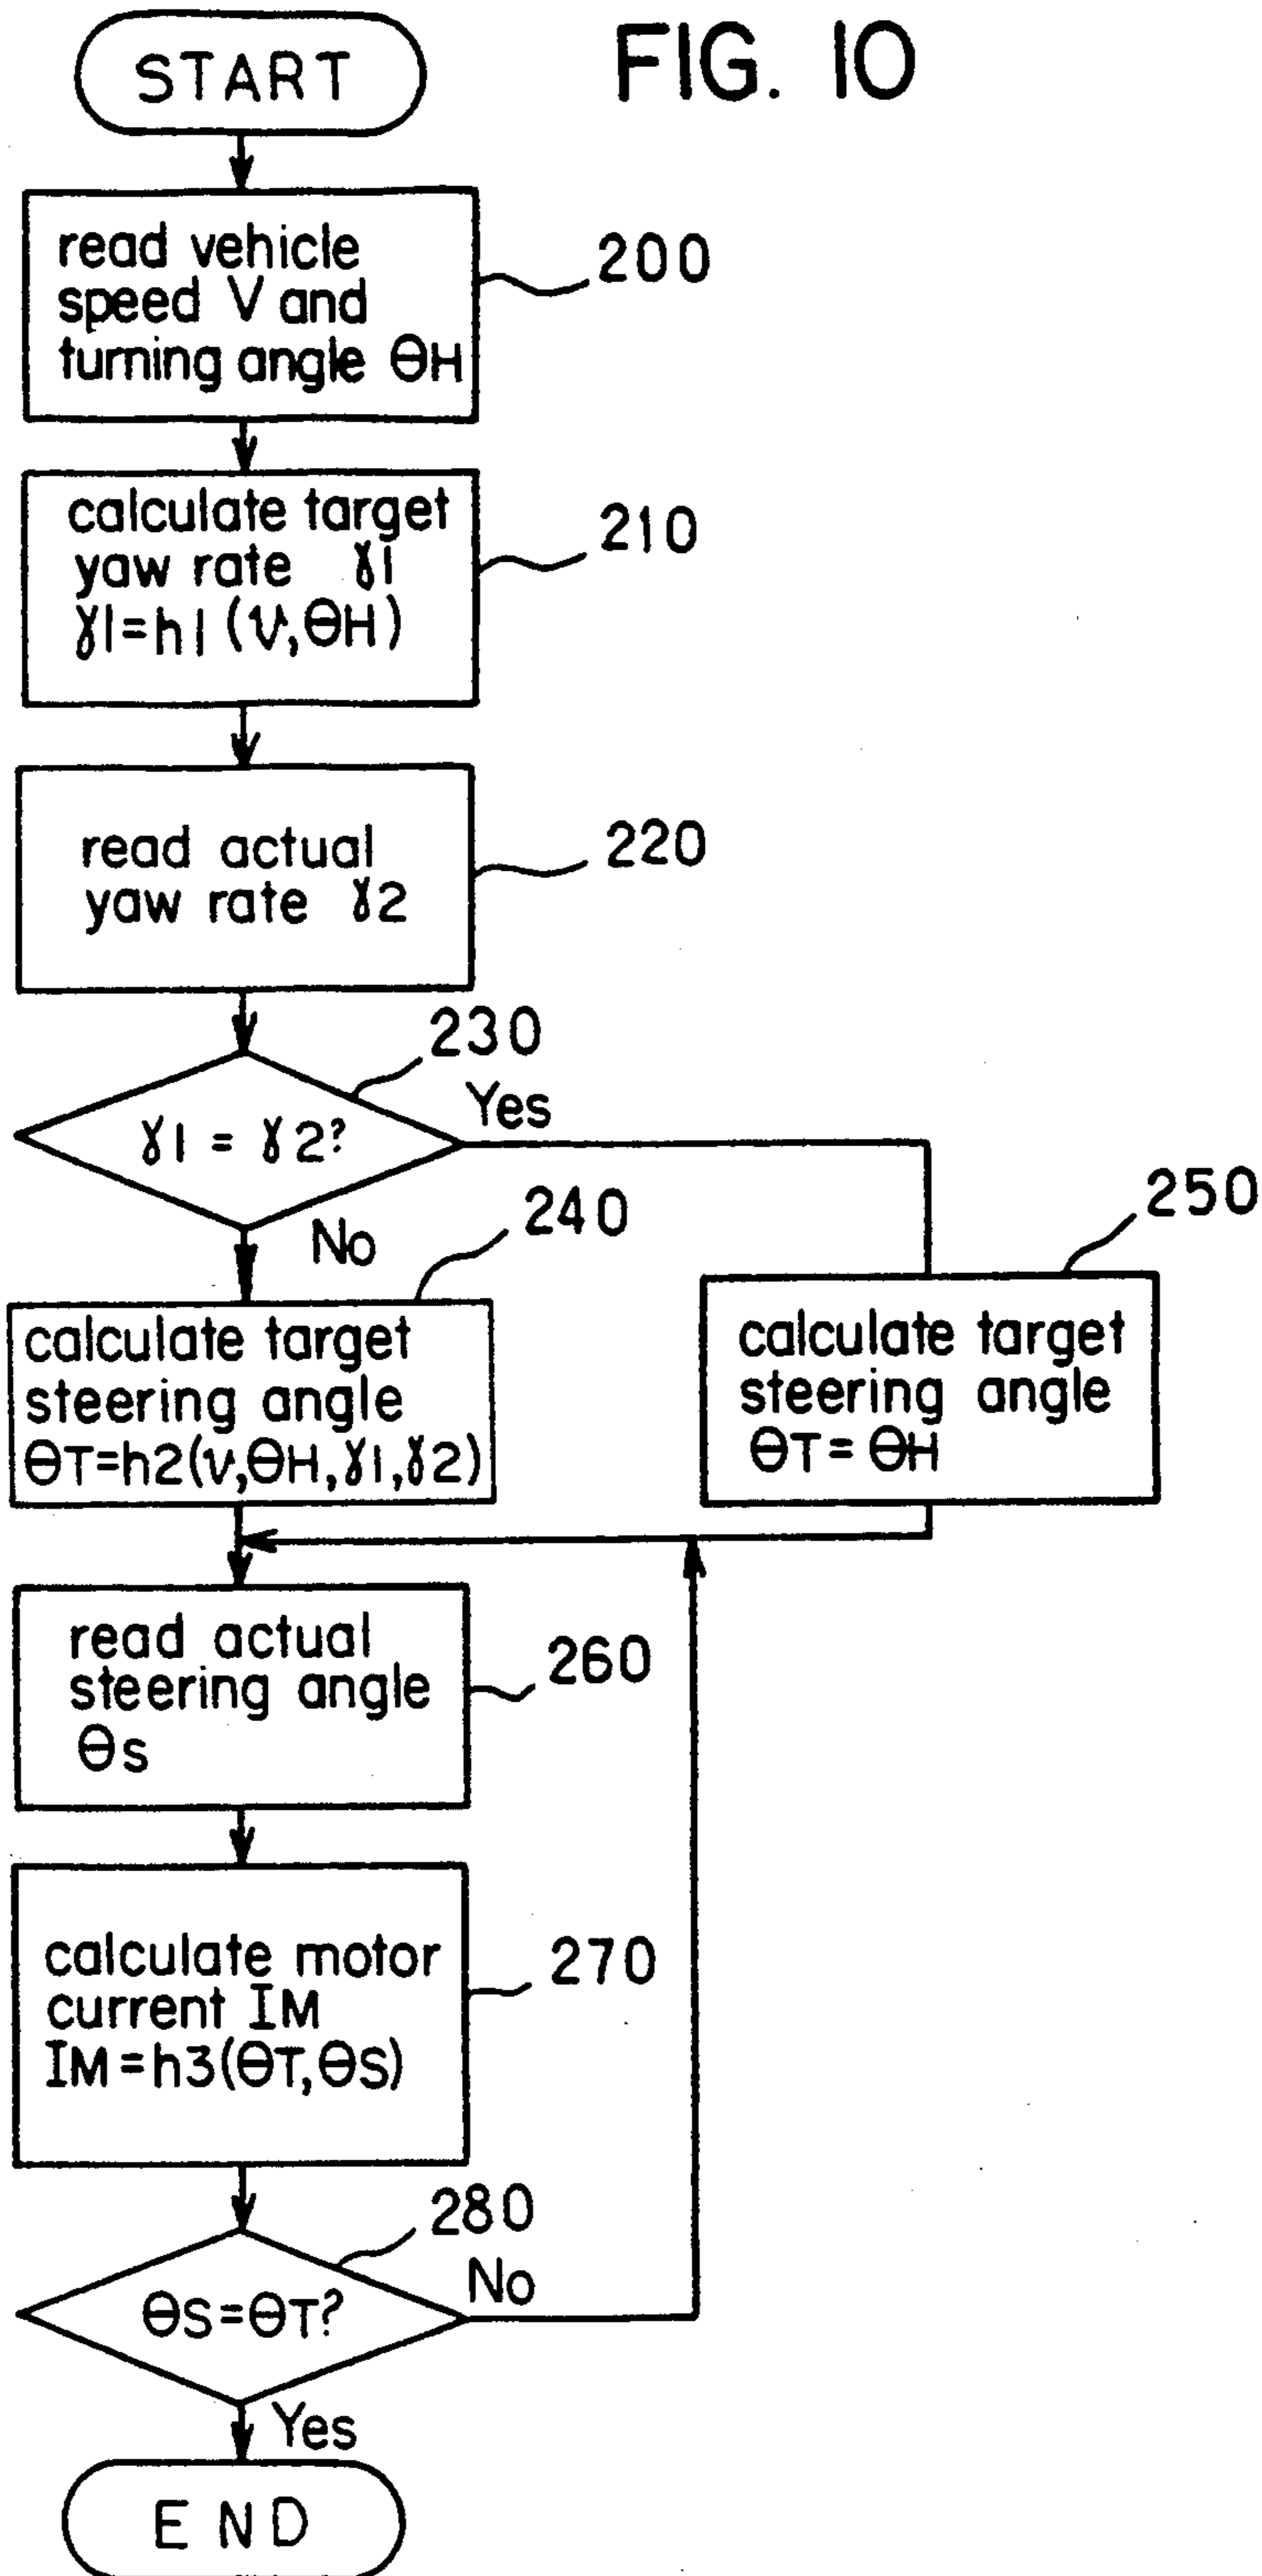 FIG. 10
START
read vehicle
speed V and
turning angle θH
200
calculate target
yaw rate γ1
γ1=h1(v,θH)
210
read actual
yaw rate γ2
220
230
γ1 = γ2?
Yes
No
240
calculate target
steering angle
θT=h2(v,θH,γ1,γ2)
250
calculate target
steering angle
θT=θH
read actual
steering angle
θs
260
calculate motor
current IM
IM=h3(θT,θS)
270
280
θS=θT?
No
Yes
END